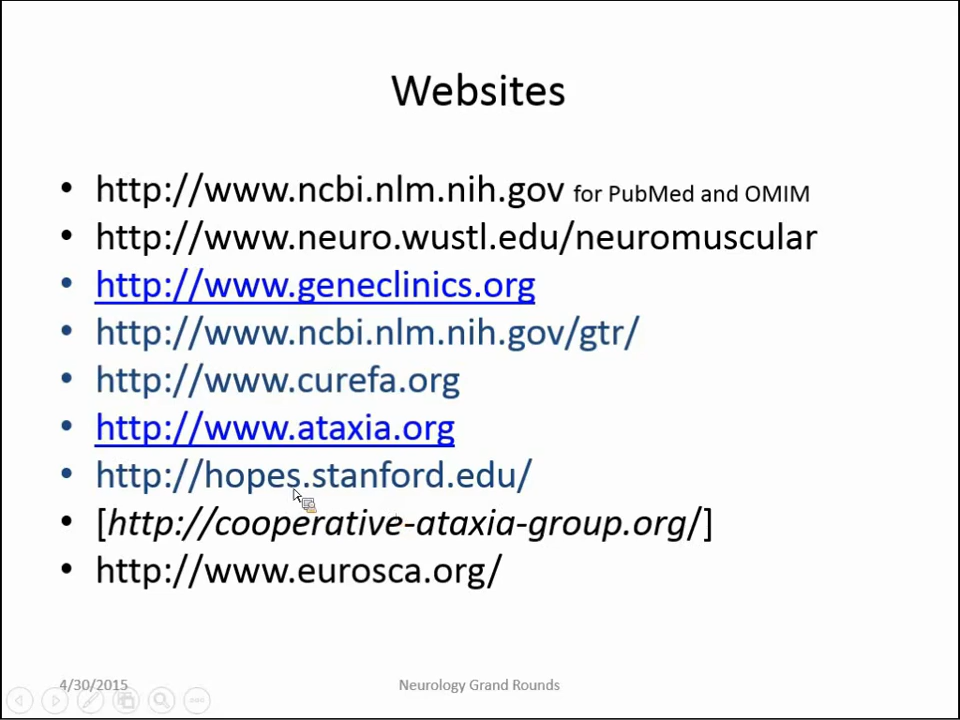 Websites
• http://www.ncbi.nlm.nih.gov for PubMed and OMIM
• http://www.neuro.wustl.edu/neuromuscular
• http://www.geneclinics.org
• http://www.ncbi.nlm.nih.gov/gtr/
• http://www.curefa.org
• http://www.ataxia.org
• http://hopes.stanford.edu/
• [http://cooperative-ataxia-group.org/]
• http://www.eurosca.org/
4/30/2015 Neurology Grand Rounds